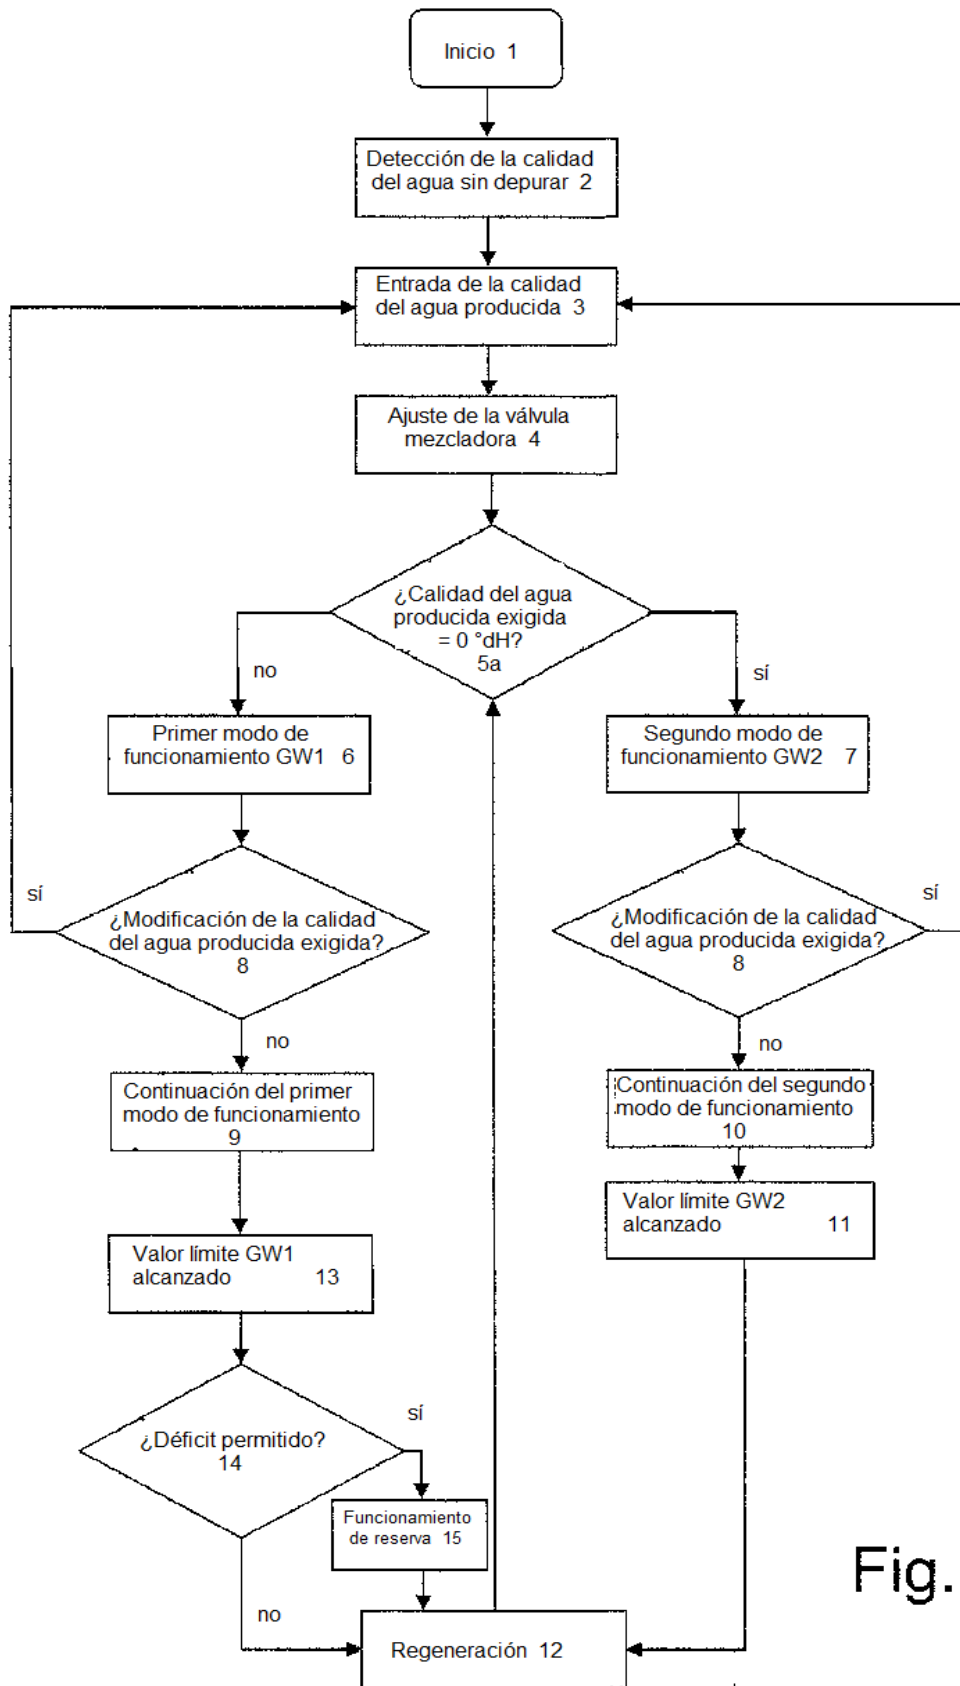 Inicio 1
Detección de la calidad
del agua sin depurar 2
Entrada de la calidad
del agua producida 3
Ajuste de la válvula
mezcladora 4
¿Calidad del agua
producida exigida
= 0 °dH?
5a
no
sí
Primer modo de
funcionamiento GW1 6
Segundo modo de
funcionamiento GW2 7
sí
¿Modificación de la calidad
del agua producida exigida?
8
sí
¿Modificación de la calidad
del agua producida exigida?
8
no
no
Continuación del primer
modo de funcionamiento
9
Continuación del segundo
modo de funcionamiento
10
Valor límite GW2
alcanzado 11
Valor límite GW1
alcanzado 13
¿Déficit permitido?
14
sí
Funcionamiento
de reserva 15
no
Regeneración 12
Fig.